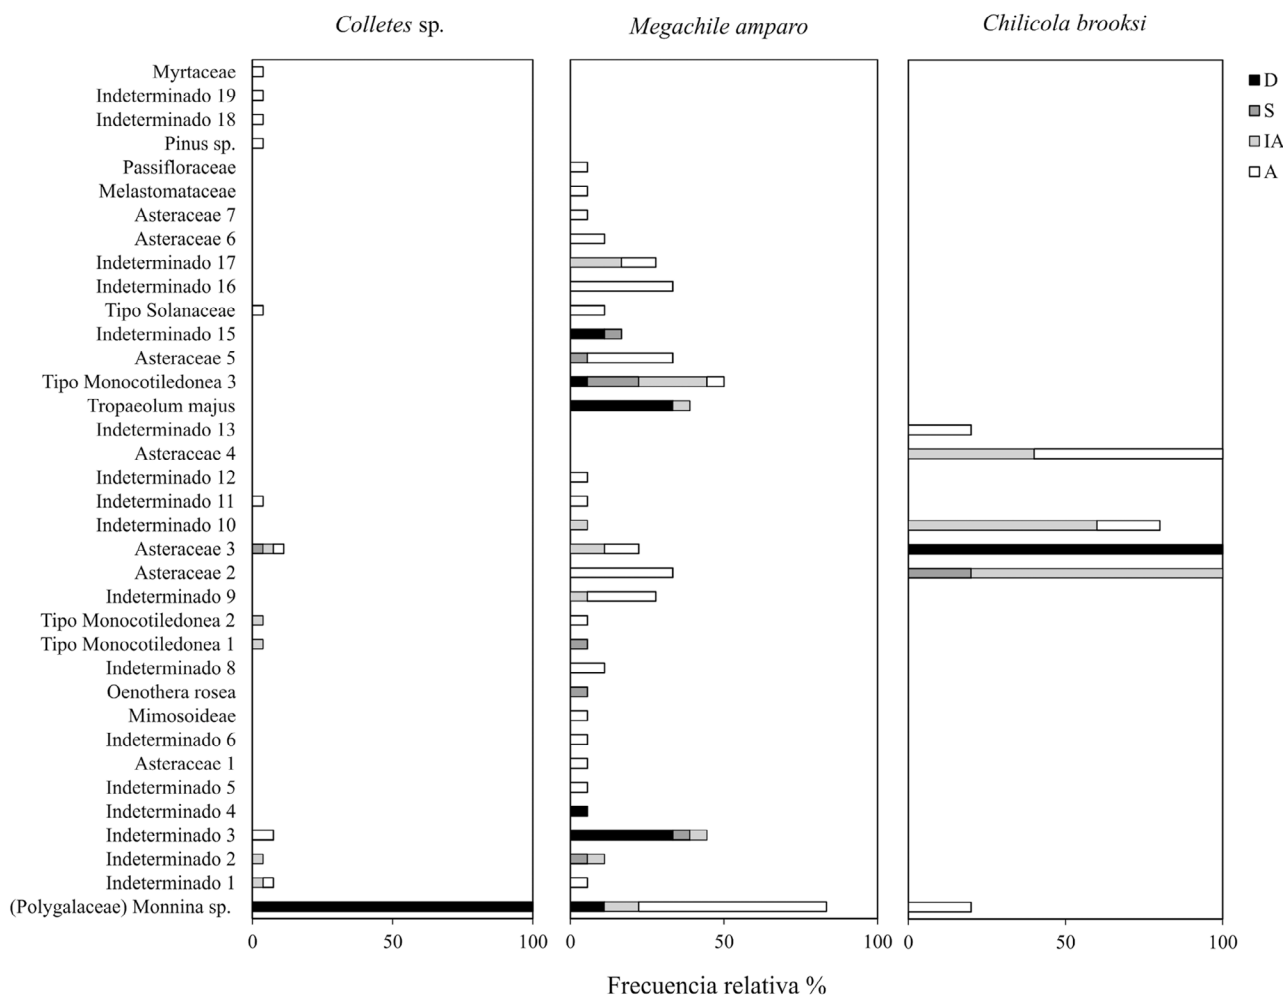 Colletes sp.
Megachile amparo
Chilicola brooksi
Myrtaceae
Indeterminado 19
Indeterminado 18
Pinus sp.
Passifloraceae
Melastomataceae
Asteraceae 7
Asteraceae 6
Indeterminado 17
Indeterminado 16
Tipo Solanaceae
Indeterminado 15
Asteraceae 5
Tipo Monocotiledonea 3
Tropaeolum majus
Indeterminado 13
Asteraceae 4
Indeterminado 12
Indeterminado 11
Indeterminado 10
Asteraceae 3
Asteraceae 2
Indeterminado 9
Tipo Monocotiledonea 2
Tipo Monocotiledonea 1
Indeterminado 8
Oenothera rosea
Mimosoideae
Indeterminado 6
Asteraceae 1
Indeterminado 5
Indeterminado 4
Indeterminado 3
Indeterminado 2
Indeterminado 1
(Polygalaceae) Monnina sp.
0 50 100
0 50 100
0 50 100
Frecuencia relativa %
D
S
IA
A